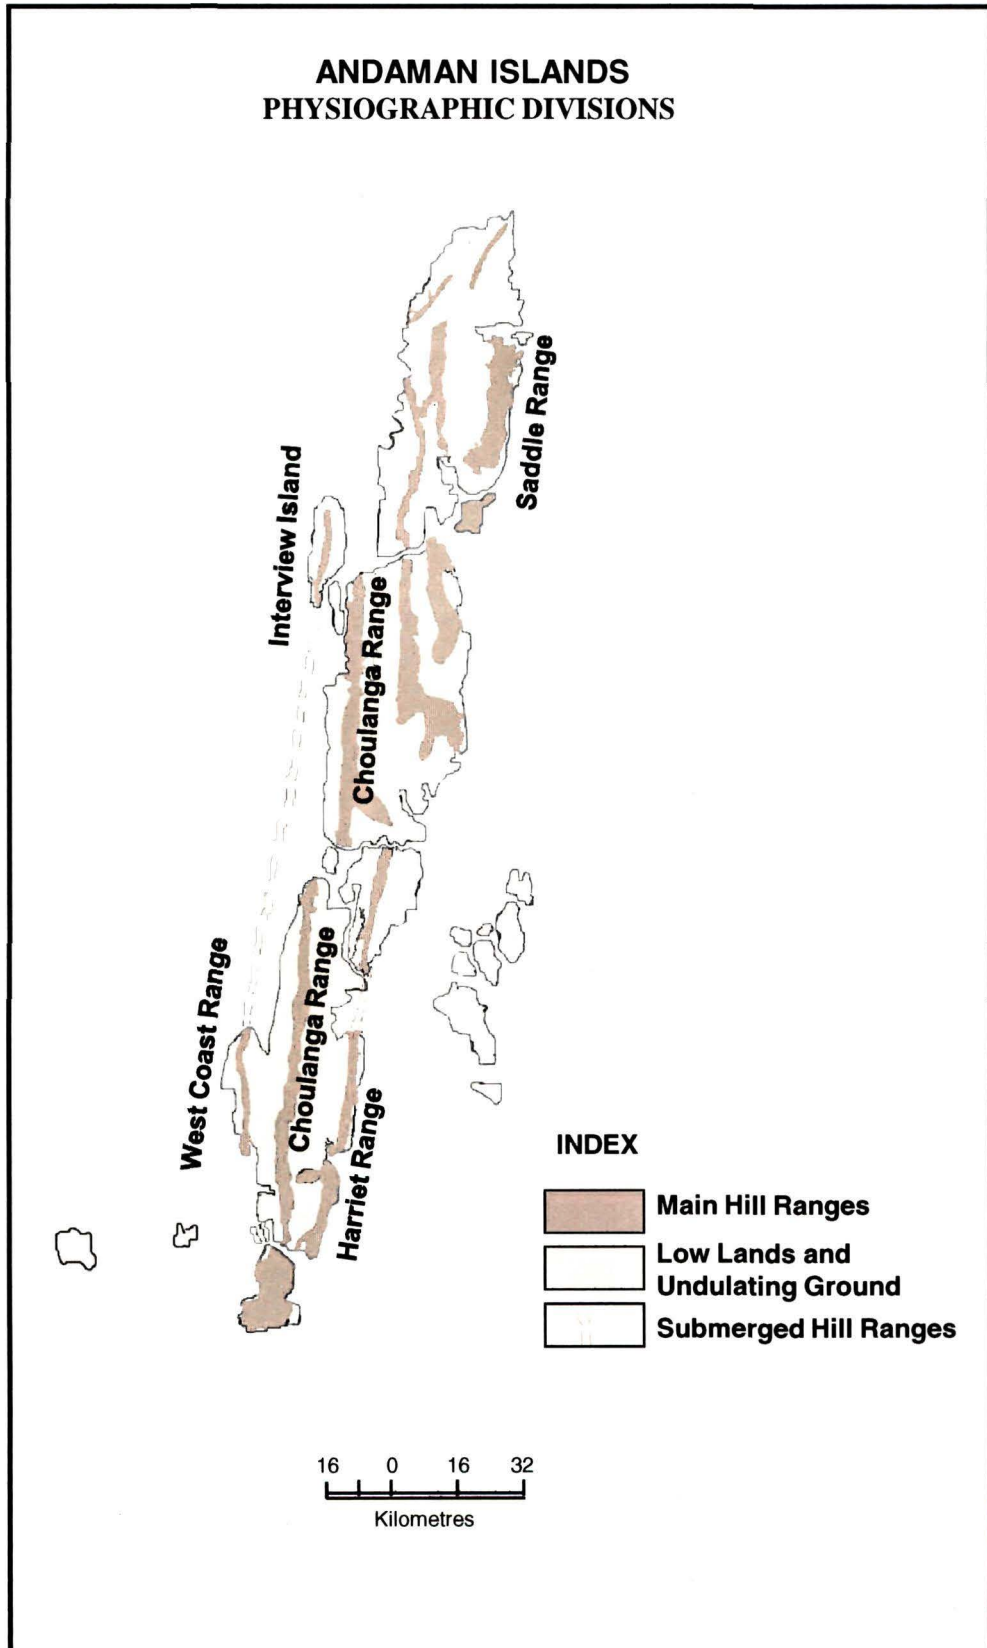 ANDAMAN ISLANDS
PHYSIOGRAPHIC DIVISIONS
Saddle Range
Interview Island
Choulanga Range
West Coast Range
Choulanga Range
Harriet Range
INDEX
Main Hill Ranges
Low Lands and
Undulating Ground
Submerged Hill Ranges
16 0 16 32
Kilometres